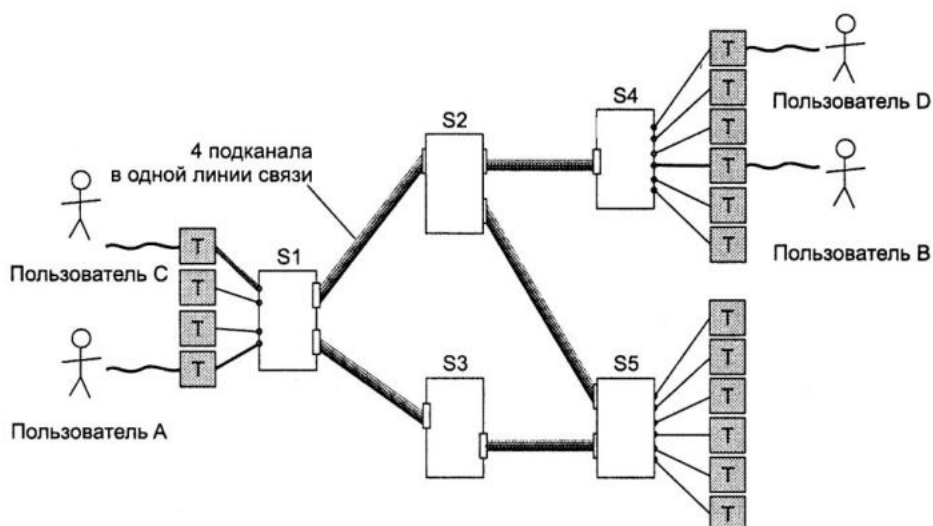 Т
Пользователь D
Т
Т
Т
Пользователь B
Т
Т
S4
S2
4 подканала
в одной линии связи
Т
Пользователь C
Т
Т
Т
Пользователь A
S1
S3
S5
Т
Т
Т
Т
Т
Т